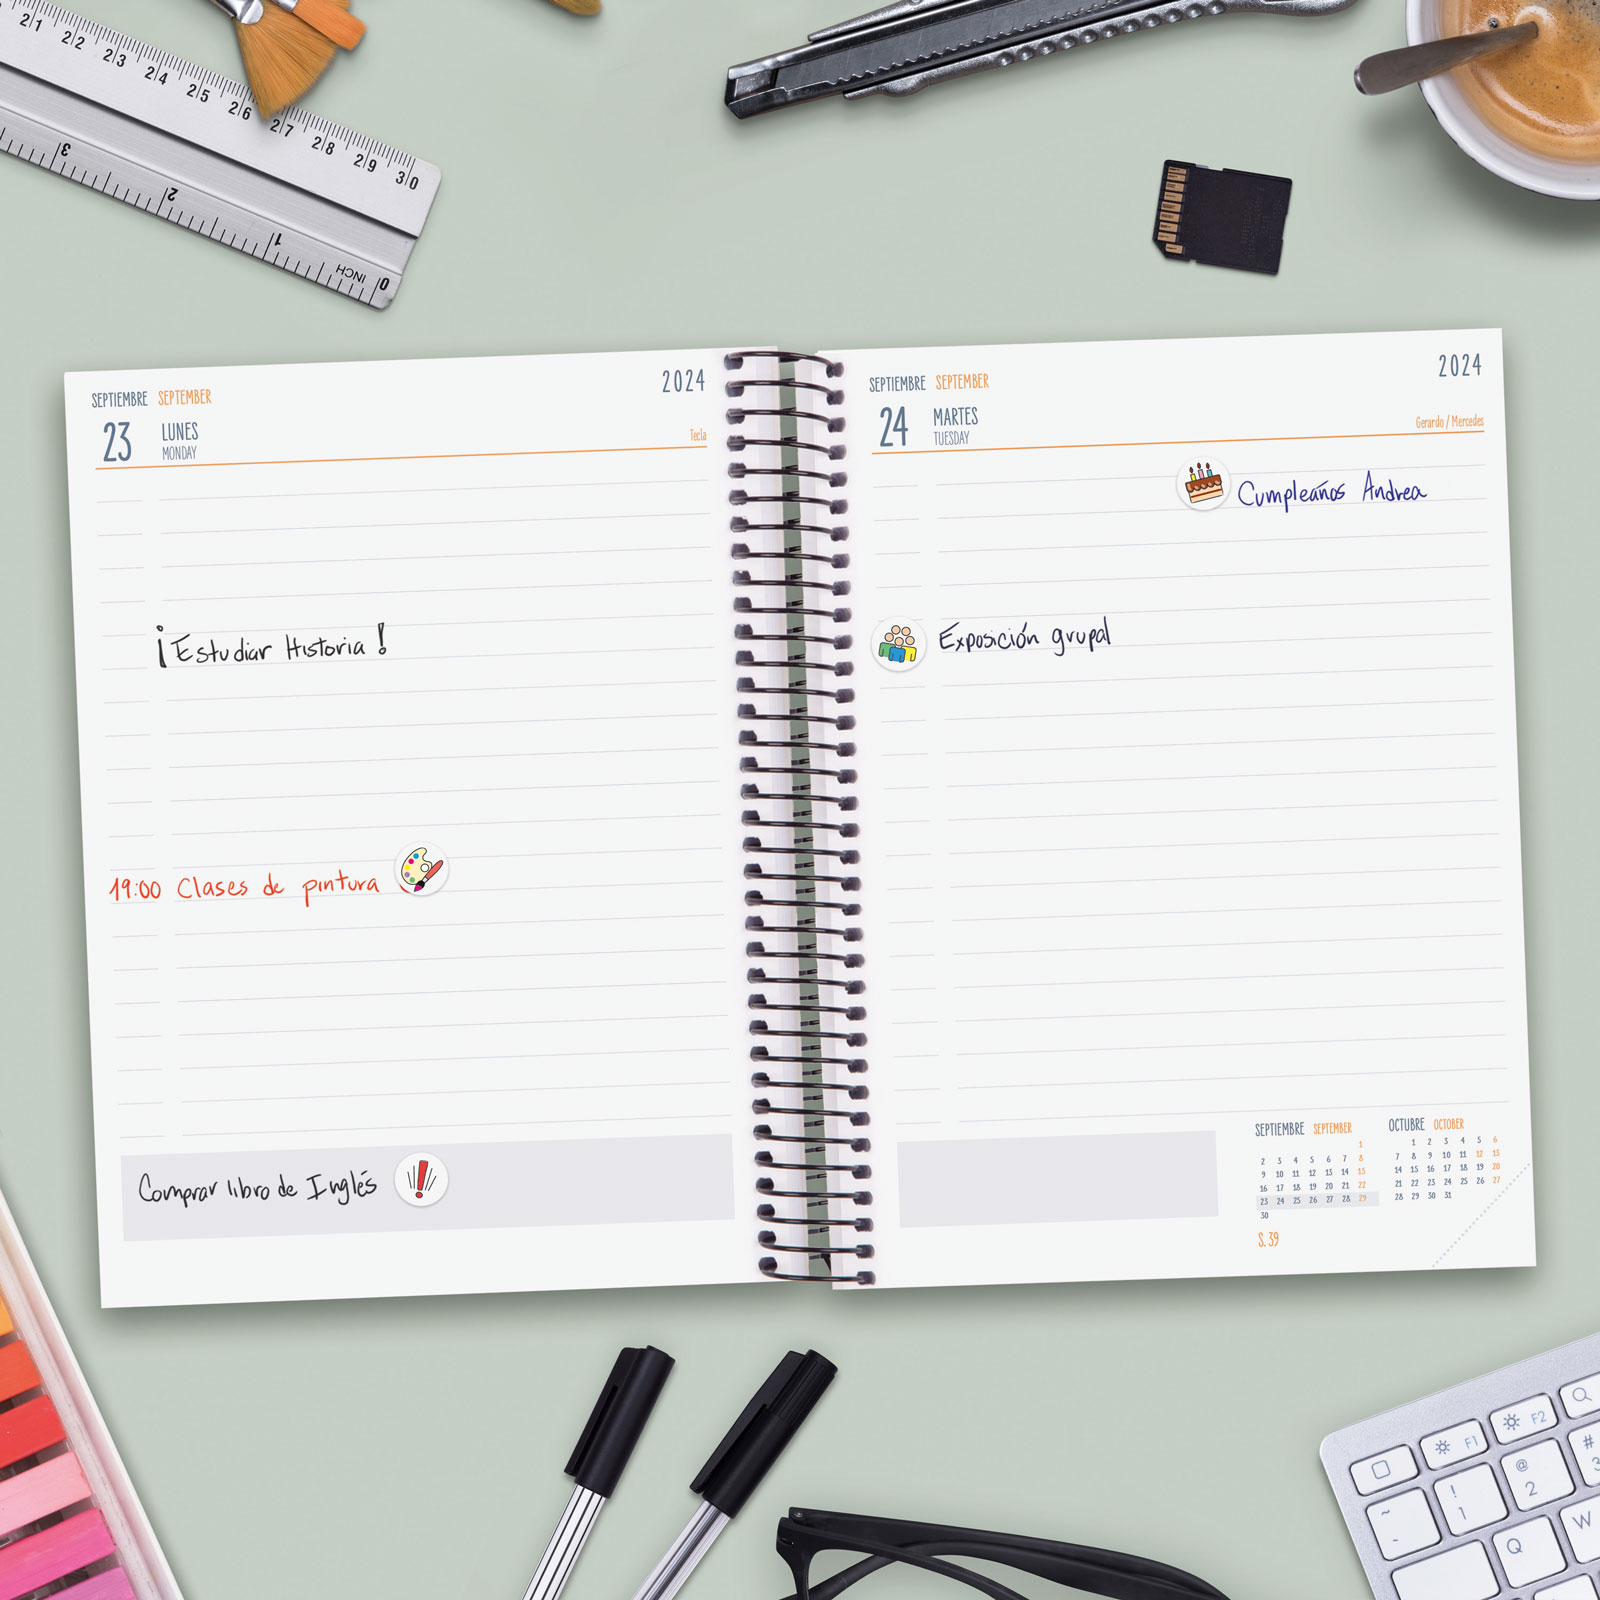 21 22 23 24 25 26 27 28 29 30
3 2 1 0
INCH
SEPTIEMBRE SEPTEMBER
2024
23 LUNES
MONDAY
Tecla
¡Estudiar Historia!
19:00 Clases de pintura
Comprar libro de Inglés
SEPTIEMBRE SEPTEMBER
2024
24 MARTES
TUESDAY
Gerardo / Mercedes
Cumpleaños Andrea
Exposición grupal
SEPTIEMBRE SEPTEMBER
1
2 3 4 5 6 7 8
9 10 11 12 13 14 15
16 17 18 19 20 21 22
23 24 25 26 27 28 29
30
S. 39
OCTUBRE OCTOBER
1 2 3 4 5 6
7 8 9 10 11 12 13
14 15 16 17 18 19 20
21 22 23 24 25 26 27
28 29 30 31
F1 F2
~ ! 1 @ 2 # 3
Q W